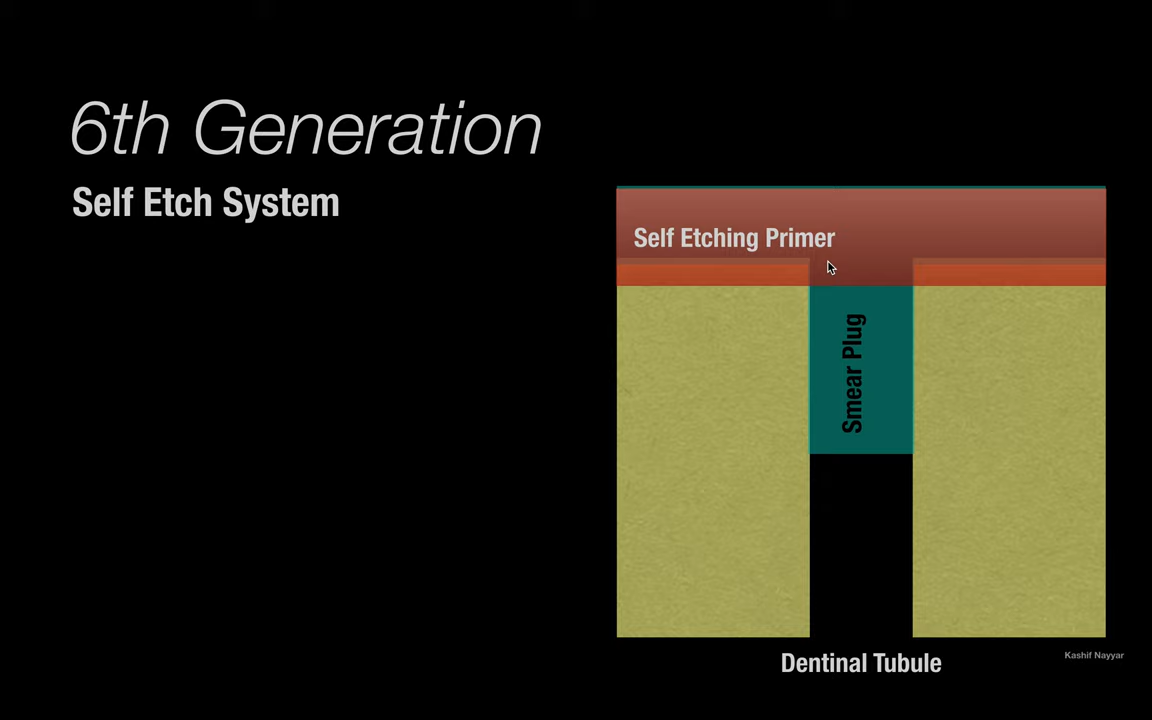 6th Generation
Self Etch System
Self Etching Primer
Smear Plug
Dentinal Tubule
Kashif Nayyar